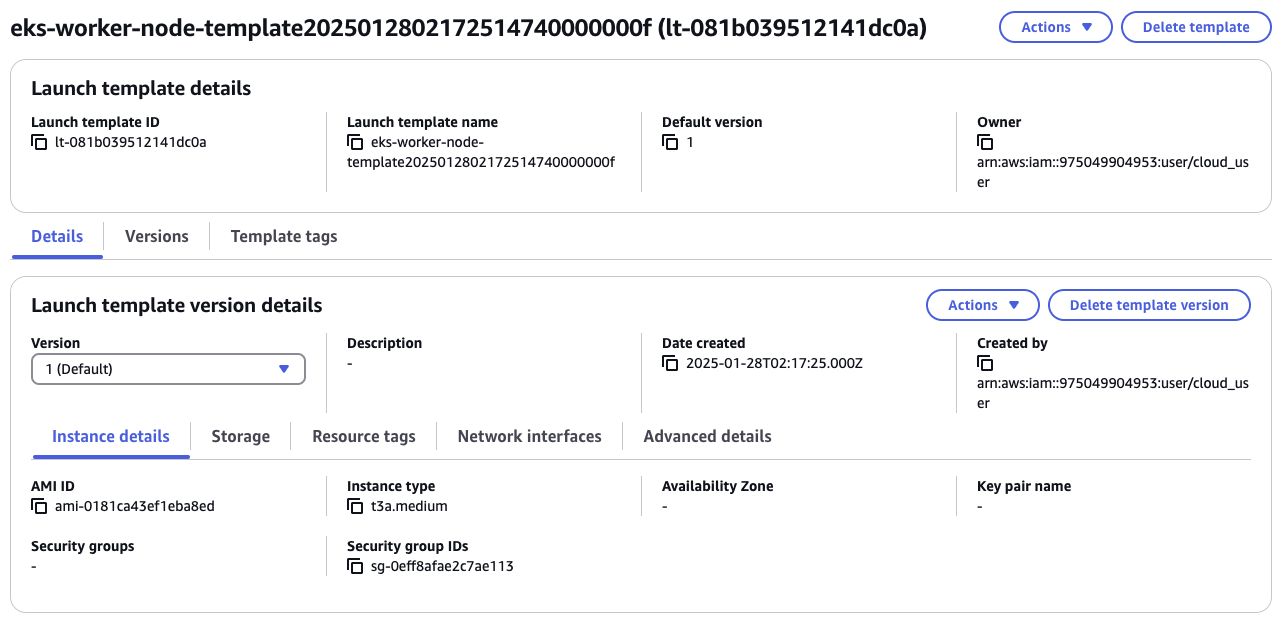 eks-worker-node-template20250128021725147400000000f (lt-081b039512141dc0a)
Actions
Delete template
Launch template details
Launch template ID
lt-081b039512141dc0a
Launch template name
eks-worker-node-
template20250128021725147400000000f
Default version
1
Owner
arn:aws:iam::975049904953:user/cloud_us
er
Details
Versions
Template tags
Launch template version details
Actions
Delete template version
Version
1 (Default)
Description
-
Date created
2025-01-28T02:17:25.000Z
Created by
arn:aws:iam::975049904953:user/cloud_us
er
Instance details
Storage
Resource tags
Network interfaces
Advanced details
AMI ID
ami-0181ca43ef1eba8ed
Instance type
t3a.medium
Availability Zone
-
Key pair name
-
Security groups
-
Security group IDs
sg-0eff8afae2c7ae113